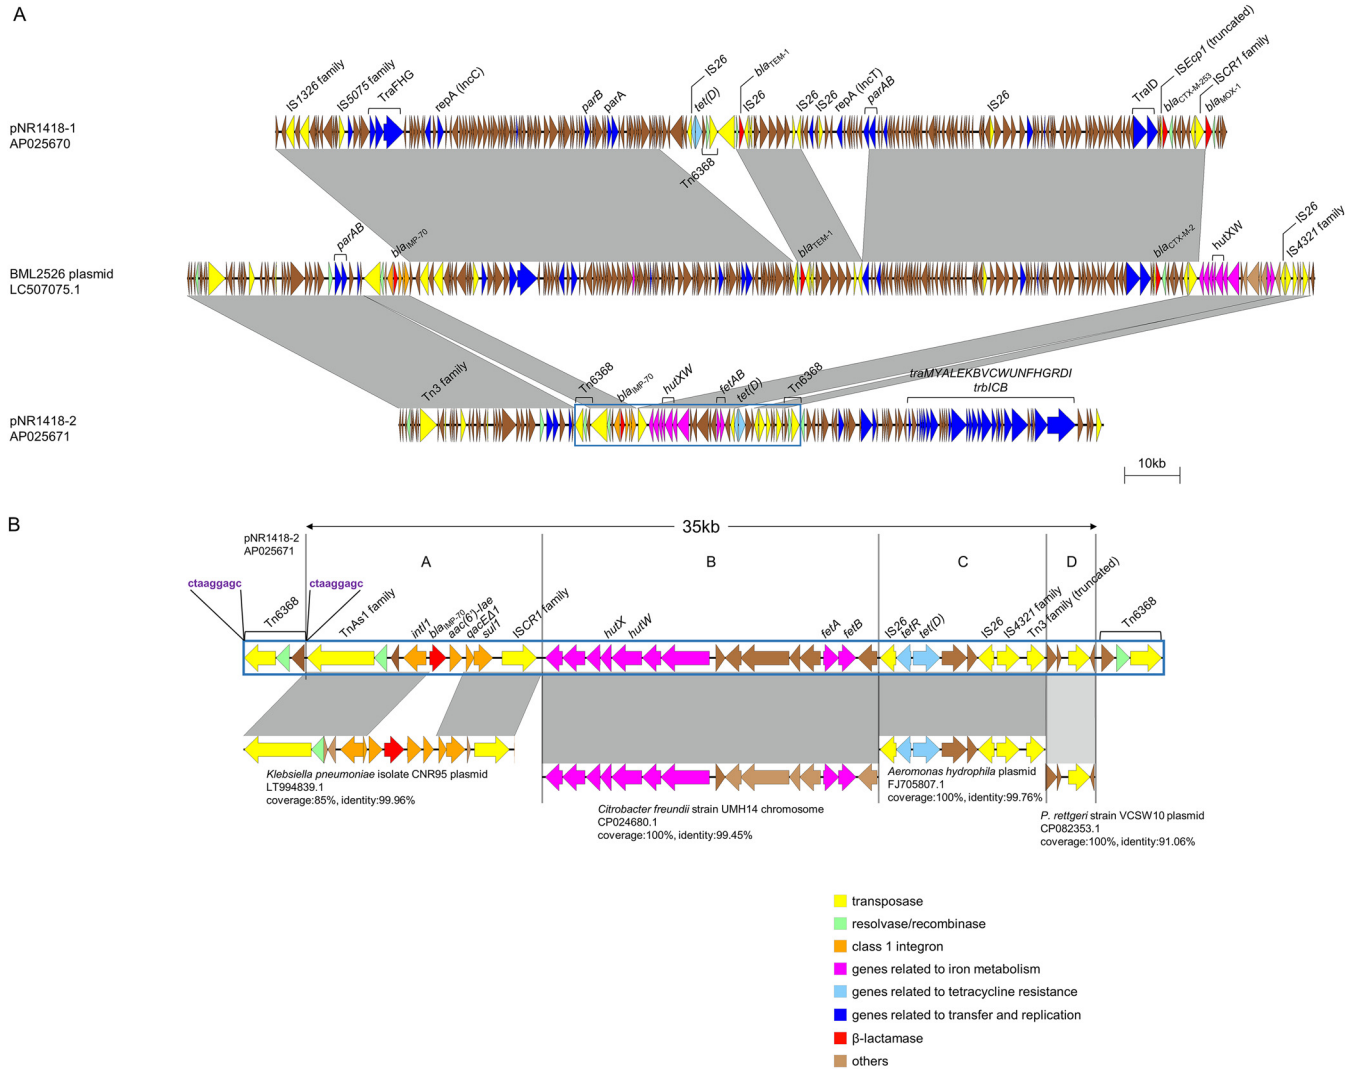 A
IS1326 family
IS5075 family
TraFHG
repA (IncC)
parB
parA
IS26
tet(D)
blaTEM-1
IS26
IS26
IS26
repA (IncT)
parAB
IS26
TraID
ISEcp1 (truncated)
blaCTX-M-253
ISCR1 family
blaMOX-1
pNR1418-1
AP025670
Tn6368
parAB
blaIMP-70
blaTEM-1
blaCTX-M-2
hutXW
IS26
IS4321 family
BML2526 plasmid
LC507075.1
Tn3 family
Tn6368
blaIMP-70
hutXW
fetAB
tet(D)
Tn6368
traMYALEKBVCWUNFHGRDI
trbICB
pNR1418-2
AP025671
10kb
B
35kb
pNR1418-2
AP025671
A
B
C
D
ctaaggagc
ctaaggagc
Tn6368
TnAs1 family
intI1
blaIMP-70
aac(6')-Iae
qacEΔ1
sul1
ISCR1 family
hutX
hutW
fetA
fetB
IS26
tetR
tet(D)
IS26
IS4321 family
Tn3 family (truncated)
Tn6368
Klebsiella pneumoniae isolate CNR95 plasmid
LT994839.1
coverage:85%, identity:99.96%
Citrobacter freundii strain UMH14 chromosome
CP024680.1
coverage:100%, identity:99.45%
Aeromonas hydrophila plasmid
FJ705807.1
coverage:100%, identity:99.76%
P. rettgeri strain VCSW10 plasmid
CP082353.1
coverage:100%, identity:91.06%
transposase
resolvase/recombinase
class 1 integron
genes related to iron metabolism
genes related to tetracycline resistance
genes related to transfer and replication
β-lactamase
others